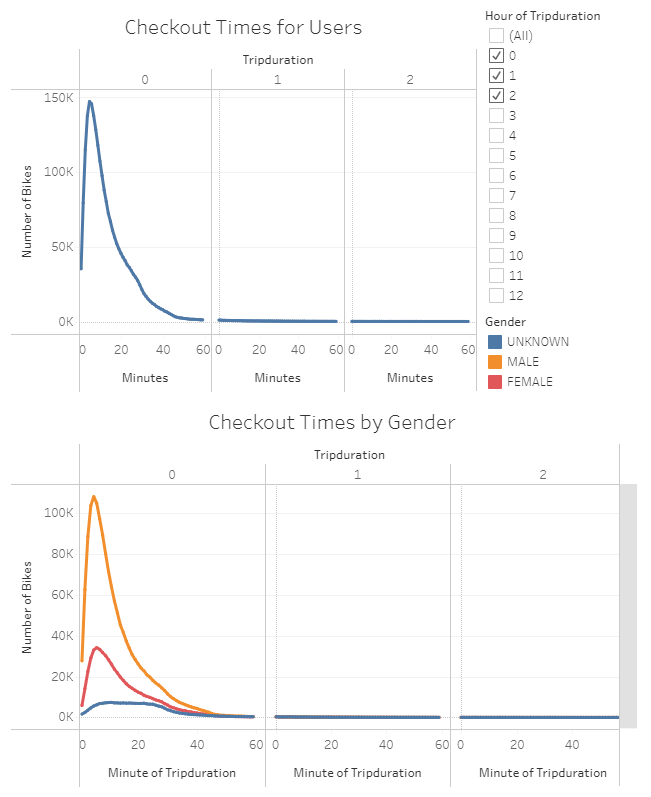 Checkout Times for Users
Tripduration
0 1 2
150K
100K
50K
0K
Number of Bikes
0 20 40 60 0 20 40 60 0 20 40 60
Minutes Minutes Minutes
Hour of Tripduration
(All)
0
1
2
3
4
5
6
7
8
9
10
11
12
Gender
UNKNOWN
MALE
FEMALE
Checkout Times by Gender
Tripduration
0 1 2
100K
80K
60K
40K
20K
0K
Number of Bikes
0 20 40 60 0 20 40 60 0 20 40
Minute of Tripduration Minute of Tripduration Minute of Tripduration